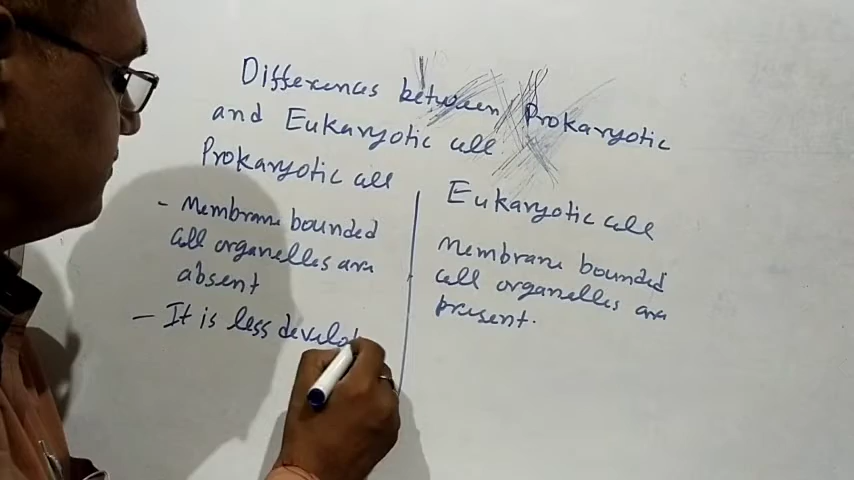 Differences between Prokaryotic
and Eukaryotic cell
Prokaryotic cell
- Membrane bounded
cell organelles are
absent
- It is less develop
Eukaryotic cell
Membrane bounded
cell organelles are
present.